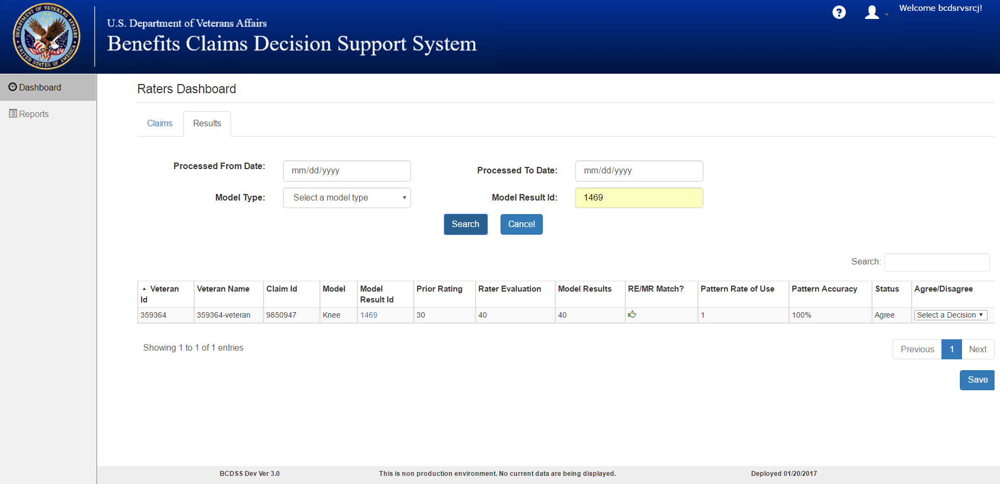 DEPARTMENT OF VETERANS AFFAIRS
UNITED STATES OF AMERICA
U.S. Department of Veterans Affairs
Benefits Claims Decision Support System
?
Welcome bcdsrvsrcj!
Dashboard
Reports
Raters Dashboard
Claims
Results
Processed From Date:
mm/dd/yyyy
Processed To Date:
mm/dd/yyyy
Model Type:
Select a model type
Model Result Id:
1469
Search
Cancel
Search:
Veteran Id
Veteran Name
Claim Id
Model
Model Result Id
Prior Rating
Rater Evaluation
Model Results
RE/MR Match?
Pattern Rate of Use
Pattern Accuracy
Status
Agree/Disagree
359364
359364-veteran
9850947
Knee
1469
30
40
40
1
100%
Agree
Select a Decision
Showing 1 to 1 of 1 entries
Previous
1
Next
Save
BCDSS Dev Ver 3.0
This is non production environment. No current data are being displayed.
Deployed 01/20/2017